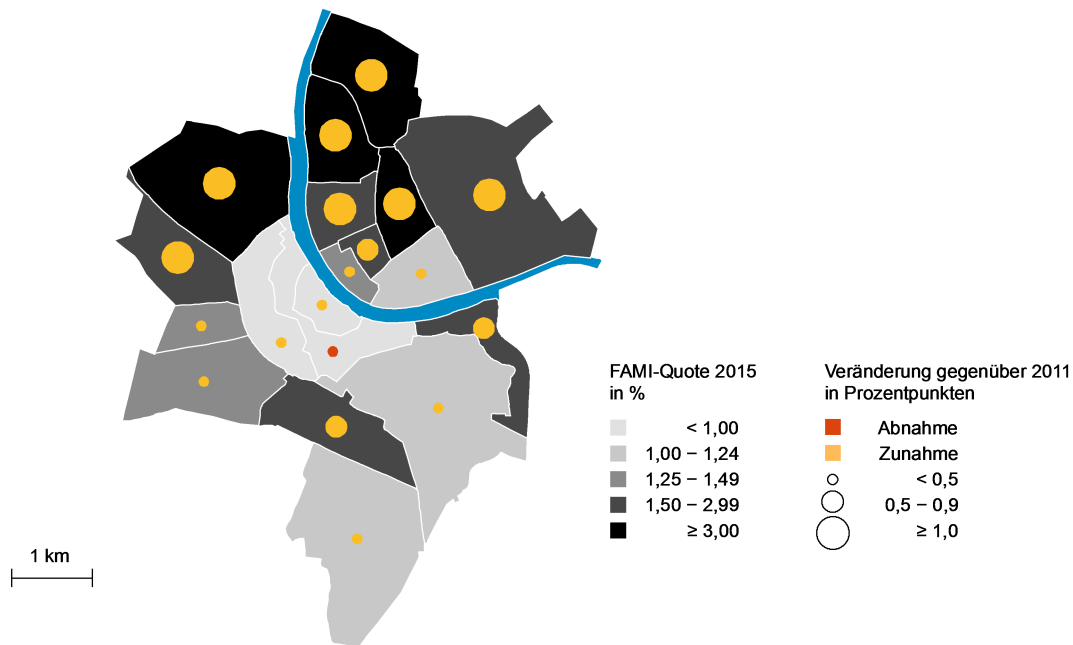 FAMI-Quote 2015
in %
< 1,00
1,00 – 1,24
1,25 – 1,49
1,50 – 2,99
≥ 3,00
Veränderung gegenüber 2011
in Prozentpunkten
Abnahme
Zunahme
< 0,5
0,5 – 0,9
≥ 1,0
1 km